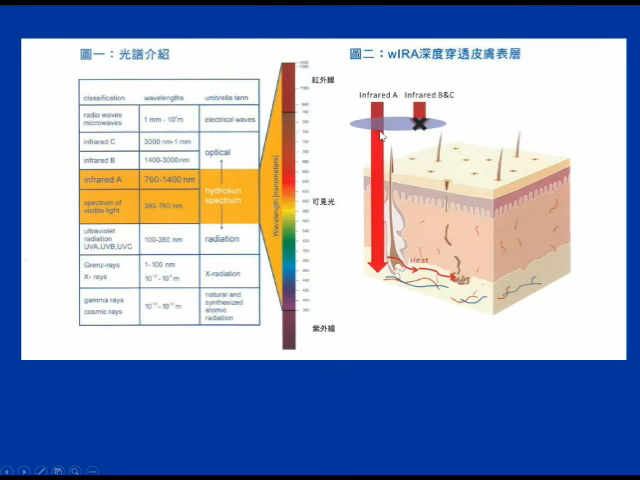 圖一：光譜介紹
classification wavelengths umbrella term
radio waves
microwaves
electrical waves
infrared C 3000 nm-1 mm
optical
infrared B 1400-3000nm
infrared A 760-1400 nm
hydrosun
spectrum
spectrum of
visible light
380-760 nm
ultraviolet
radiation
UVA,UVB,UVC
100-380 nm
radiation
Grenz-rays
X- rays
1-100 nm
X-radiation
gamma rays
cosmic rays
natural and
synthesized
atomic
radiation
Wavelength [nanometers]
紅外線
可見光
紫外線
圖二：wIRA深度穿透皮膚表層
Infrared A Infrared B&C
Heat